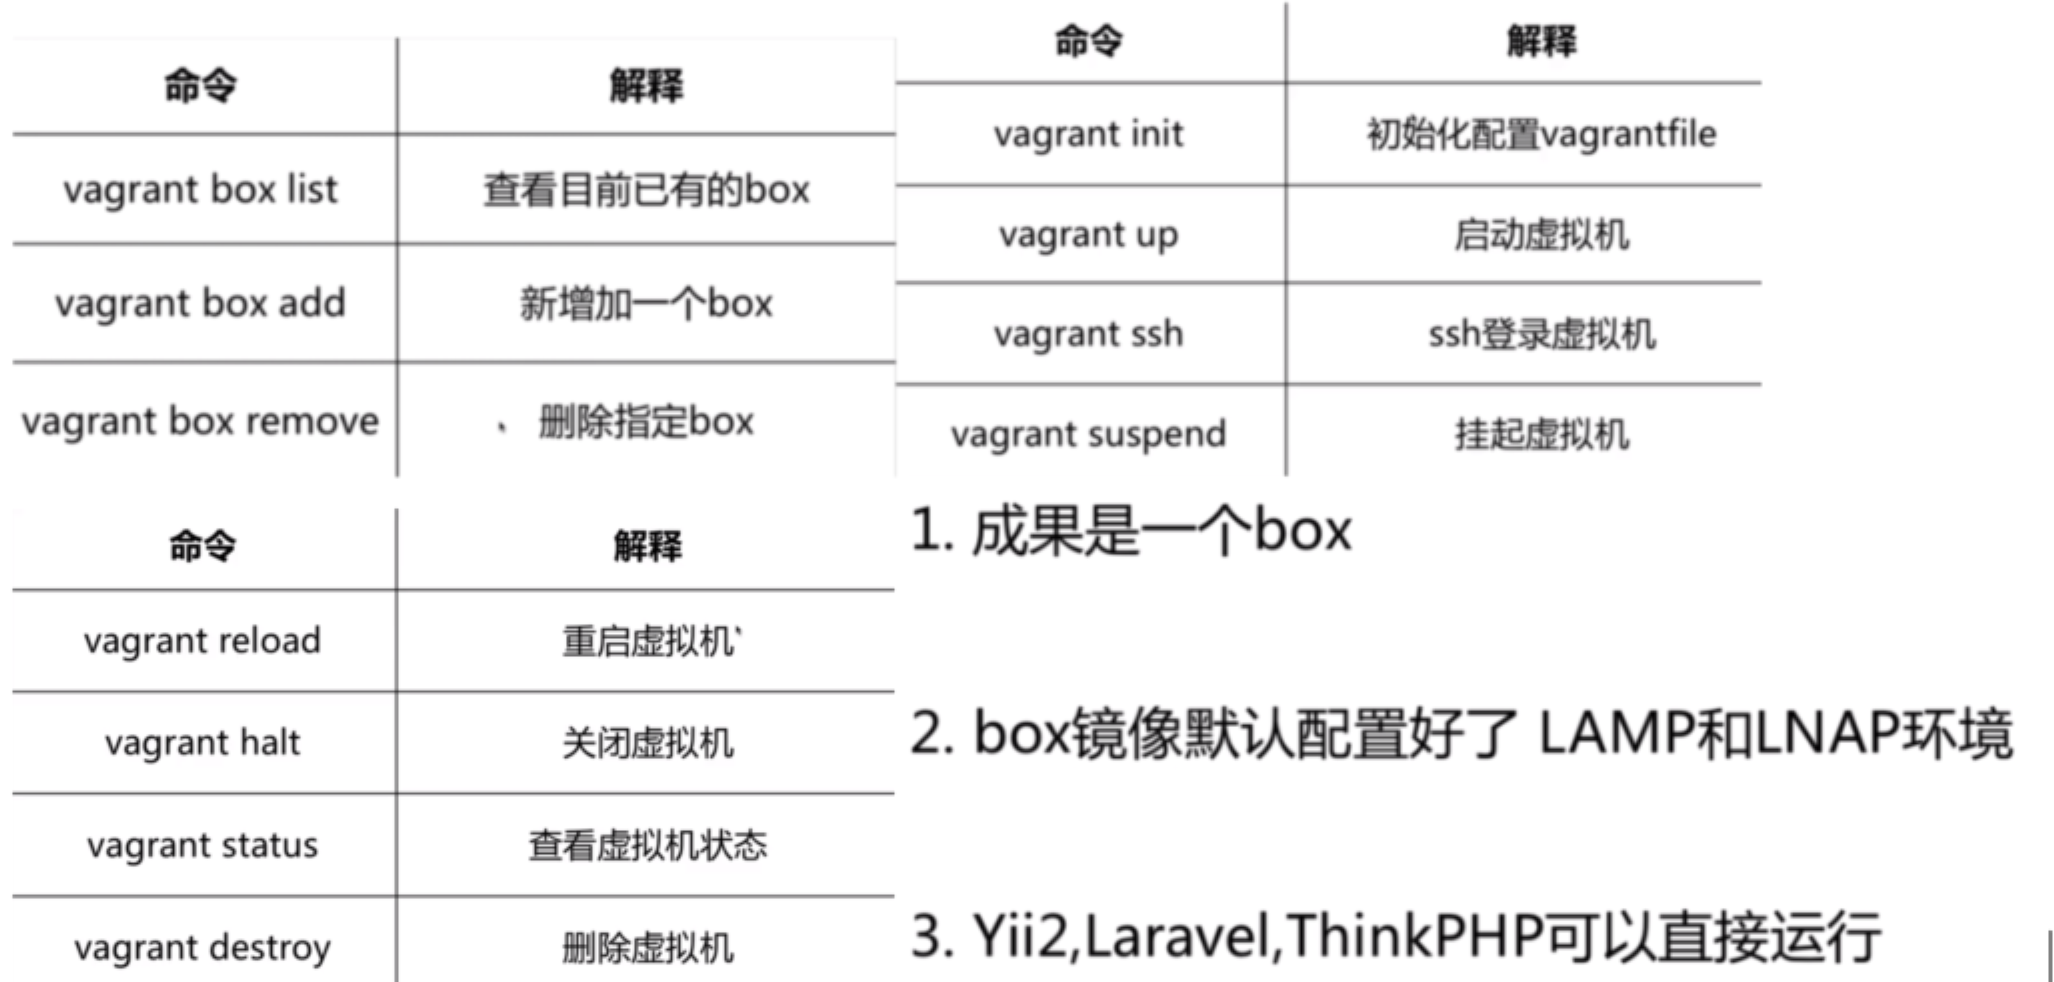 命令 解释
vagrant box list 查看目前已有的box
vagrant box add 新增加一个box
vagrant box remove 删除指定box
命令 解释
vagrant init 初始化配置vagrantfile
vagrant up 启动虚拟机
vagrant ssh ssh登录虚拟机
vagrant suspend 挂起虚拟机
命令 解释
vagrant reload 重启虚拟机
vagrant halt 关闭虚拟机
vagrant status 查看虚拟机状态
vagrant destroy 删除虚拟机
1. 成果是一个box
2. box镜像默认配置好了 LAMP和LNAP环境
3. Yii2,Laravel,ThinkPHP可以直接运行